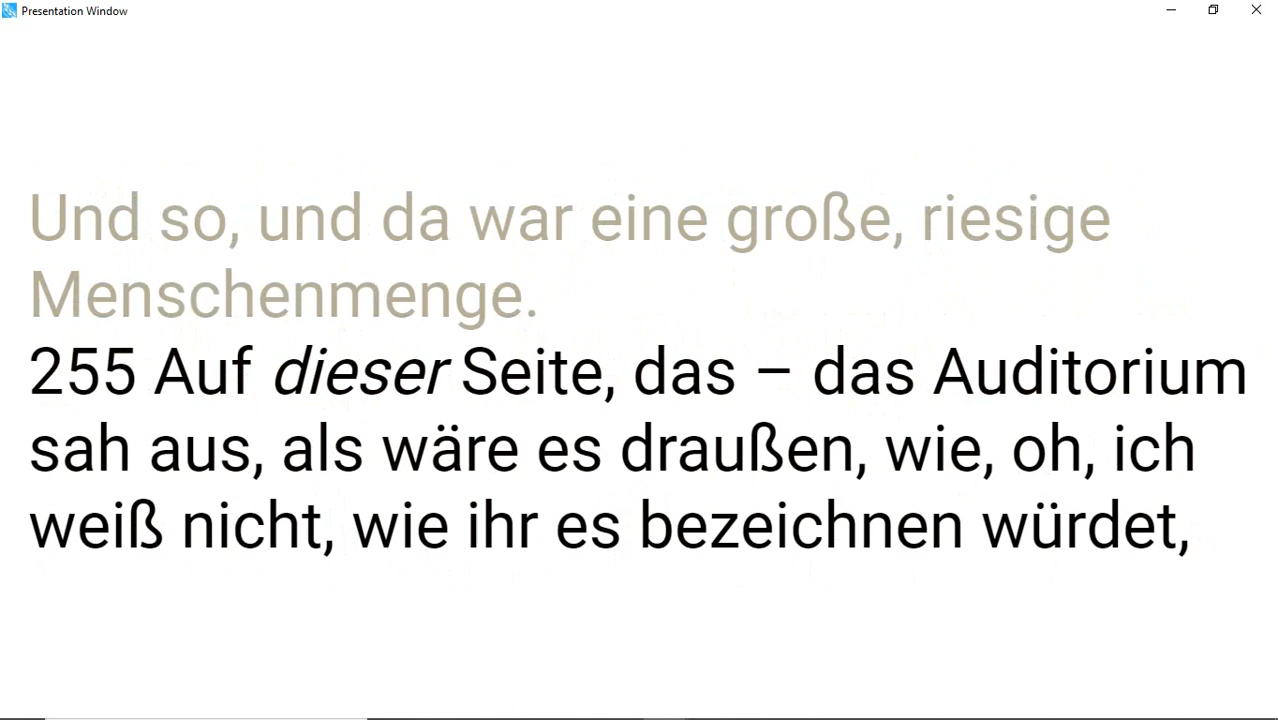 Presentation Window
Und so, und da war eine große, riesige
Menschenmenge.
255 Auf dieser Seite, das – das Auditorium
sah aus, als wäre es draußen, wie, oh, ich
weiß nicht, wie ihr es bezeichnen würdet,